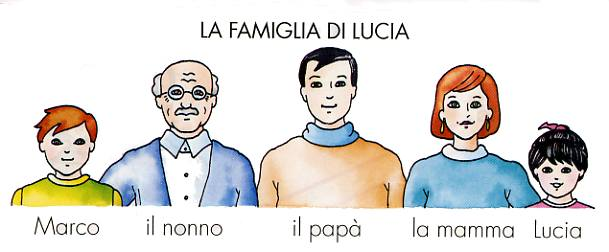 LA FAMIGLIA DI LUCIA
Marco il nonno il papà la mamma Lucia